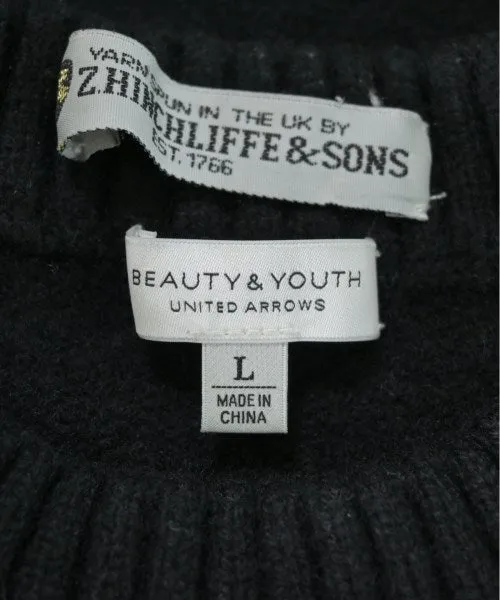 YARN SPUN IN THE UK BY
Z.HINCHLIFFE & SONS
EST. 1766
BEAUTY & YOUTH
UNITED ARROWS
L
MADE IN
CHINA